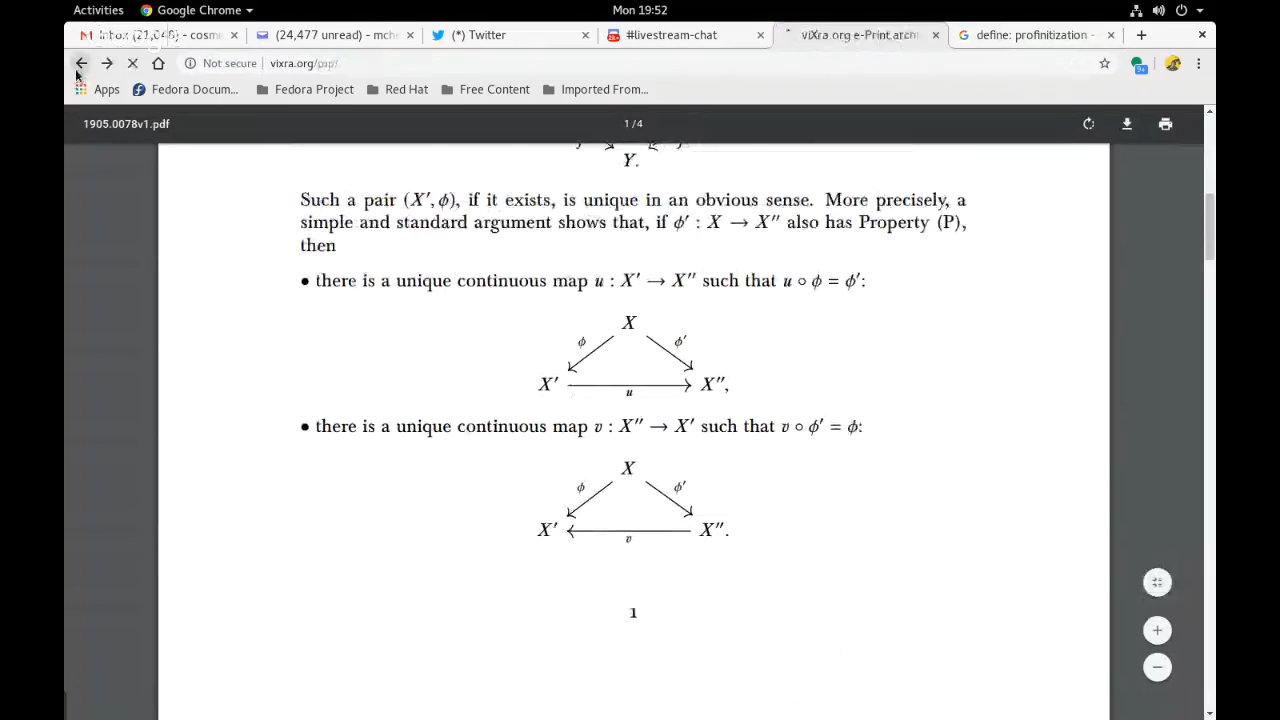 Activities Google Chrome Mon 19:52
Inbox (21,046) - cosm (24,477 unread) - mche (*) Twitter #livestream-chat viXra.org e-Print archi define: profinitization -
Not secure vixra.org/
Apps Fedora Docum... Fedora Project Red Hat Free Content Imported From...
1905.0078v1.pdf 1 / 4
Y.
Such a pair (X′, ϕ), if it exists, is unique in an obvious sense. More precisely, a
simple and standard argument shows that, if ϕ′ : X → X″ also has Property (P),
then
• there is a unique continuous map u : X′ → X″ such that u ∘ ϕ = ϕ′:
X
ϕ ϕ′
X′ X″,
u
• there is a unique continuous map v : X″ → X′ such that v ∘ ϕ′ = ϕ:
X
ϕ ϕ′
X′ X″.
v
1